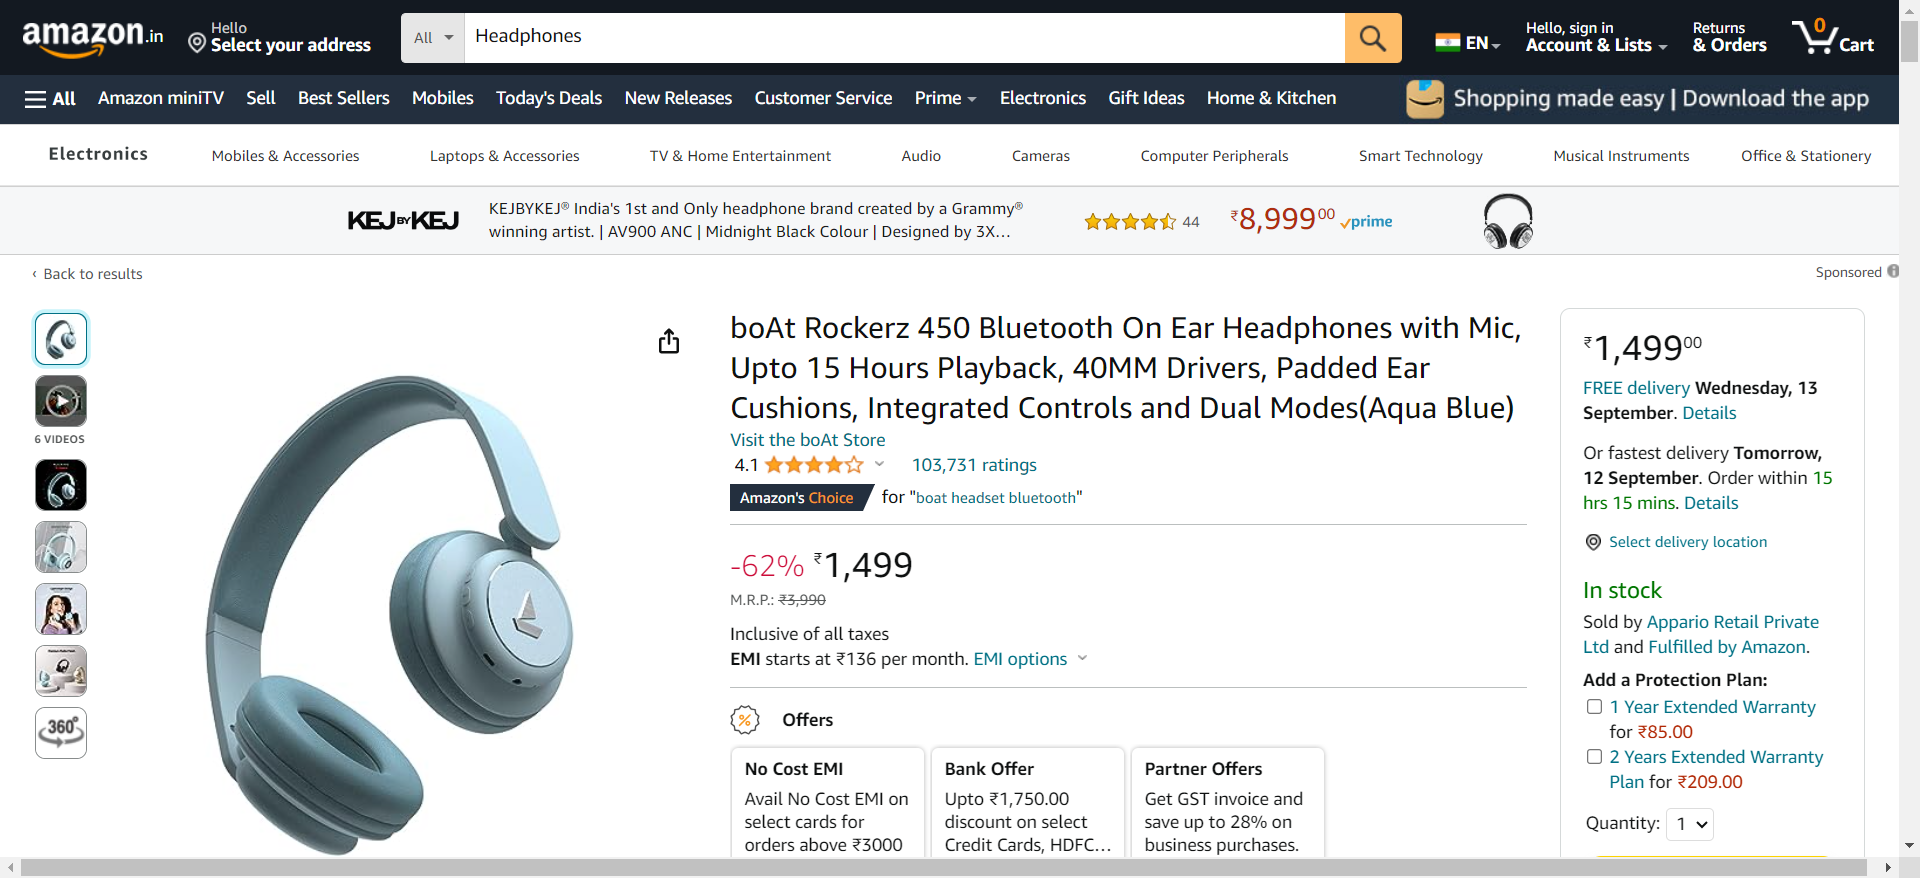 amazon.in
Hello
Select your address
All
Headphones
EN
Hello, sign in
Account & Lists
Returns
& Orders
0
Cart
All
Amazon miniTV
Sell
Best Sellers
Mobiles
Today's Deals
New Releases
Customer Service
Prime
Electronics
Gift Ideas
Home & Kitchen
Shopping made easy | Download the app
Electronics
Mobiles & Accessories
Laptops & Accessories
TV & Home Entertainment
Audio
Cameras
Computer Peripherals
Smart Technology
Musical Instruments
Office & Stationery
KEJ BY KEJ
KEJBYKEJ® India's 1st and Only headphone brand created by a Grammy®
winning artist. | AV900 ANC | Midnight Black Colour | Designed by 3X...
44
₹8,99900
prime
‹ Back to results
Sponsored
6 VIDEOS
360°
boAt Rockerz 450 Bluetooth On Ear Headphones with Mic,
Upto 15 Hours Playback, 40MM Drivers, Padded Ear
Cushions, Integrated Controls and Dual Modes(Aqua Blue)
Visit the boAt Store
4.1
103,731 ratings
Amazon's Choice
for "boat headset bluetooth"
-62% ₹1,499
M.R.P.: ₹3,990
Inclusive of all taxes
EMI starts at ₹136 per month. EMI options
Offers
No Cost EMI
Avail No Cost EMI on
select cards for
orders above ₹3000
Bank Offer
Upto ₹1,750.00
discount on select
Credit Cards, HDFC...
Partner Offers
Get GST invoice and
save up to 28% on
business purchases.
₹1,49900
FREE delivery Wednesday, 13
September. Details
Or fastest delivery Tomorrow,
12 September. Order within 15
hrs 15 mins. Details
Select delivery location
In stock
Sold by Appario Retail Private
Ltd and Fulfilled by Amazon.
Add a Protection Plan:
1 Year Extended Warranty
for ₹85.00
2 Years Extended Warranty
Plan for ₹209.00
Quantity: 1